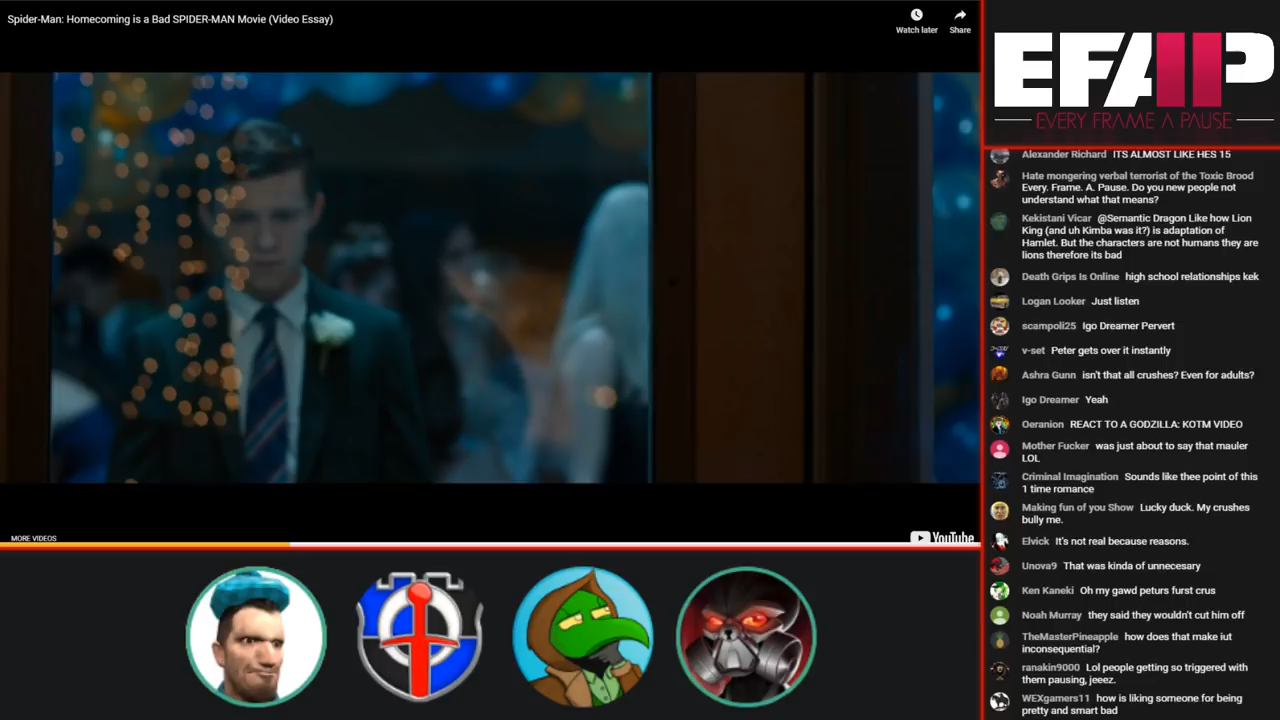 Spider-Man: Homecoming is a Bad SPIDER-MAN Movie (Video Essay)
Watch later
Share
MORE VIDEOS
YouTube
EFAP
EVERY FRAME A PAUSE
Alexander Richard ITS ALMOST LIKE HES 15
Hate mongering verbal terrorist of the Toxic Brood
Every. Frame. A. Pause. Do you new people not
understand what that means?
Kekistani Vicar @Semantic Dragon Like how Lion
King (and uh Kimba was it?) is adaptation of
Hamlet. But the characters are not humans they are
lions therefore its bad
Death Grips Is Online high school relationships kek
Logan Looker Just listen
scampoli25 Igo Dreamer Pervert
v-set Peter gets over it instantly
Ashra Gunn isn't that all crushes? Even for adults?
Igo Dreamer Yeah
Oeranion REACT TO A GODZILLA: KOTM VIDEO
Mother Fucker was just about to say that mauler
LOL
Criminal Imagination Sounds like thee point of this
1 time romance
Making fun of you Show Lucky duck. My crushes
bully me.
Elvick It's not real because reasons.
Unova9 That was kinda of unnecesary
Ken Kaneki Oh my gawd peturs furst crus
Noah Murray they said they wouldn't cut him off
TheMasterPineapple how does that make iut
inconsequential?
ranakin9000 Lol people getting so triggered with
them pausing, jeeez.
WEXgamers11 how is liking someone for being
pretty and smart bad